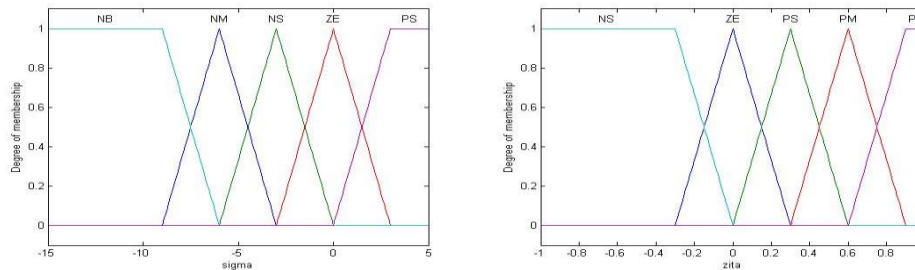 NB NM NS ZE PS
1
0.8
0.6
0.4
0.2
0
Degree of membership
-15 -10 -5 0 5
sigma
NS ZE PS PM P
1
0.8
0.6
0.4
0.2
0
Degree of membership
-1 -0.8 -0.6 -0.4 -0.2 0 0.2 0.4 0.6 0.8
zita